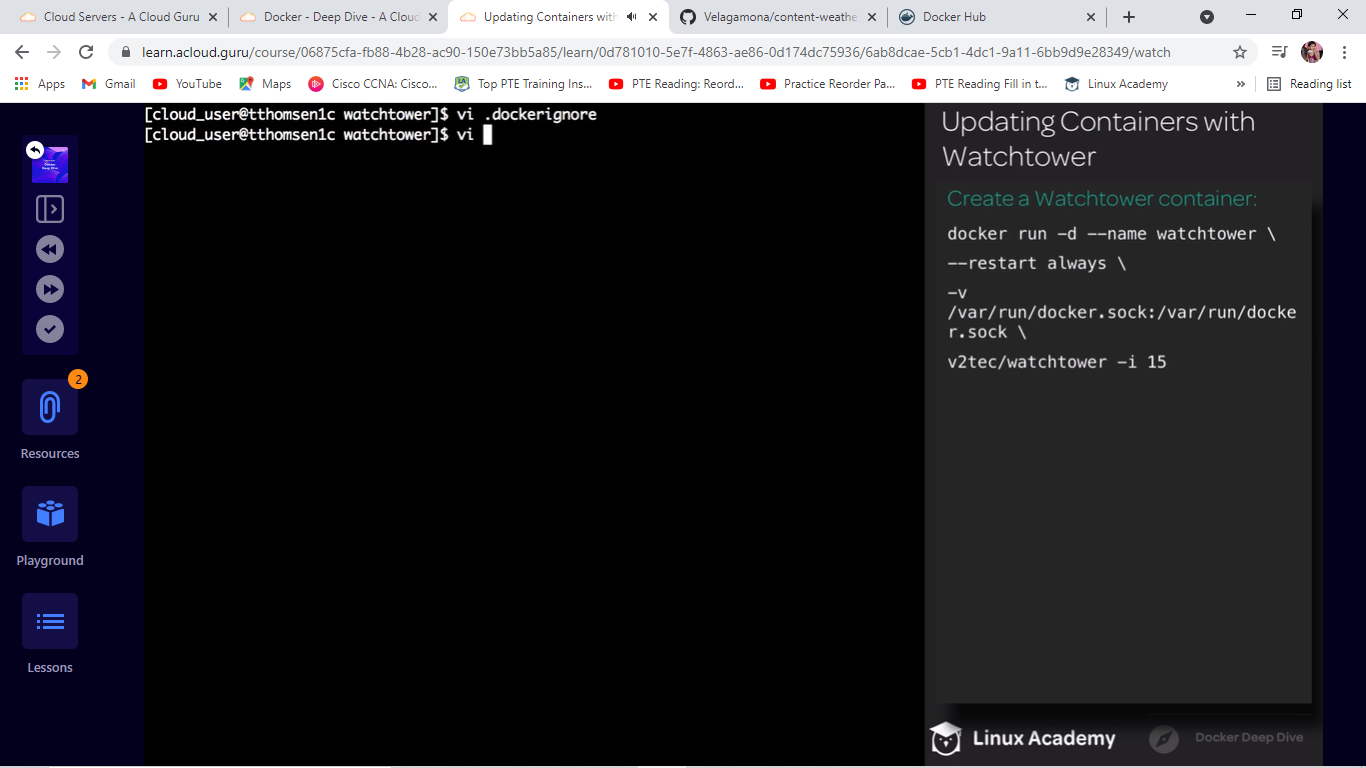 Cloud Servers - A Cloud Guru
Docker - Deep Dive - A Cloud
Updating Containers with
Velagamona/content-weathe
Docker Hub
learn.acloud.guru/course/06875cfa-fb88-4b28-ac90-150e73bb5a85/learn/0d781010-5e7f-4863-ae86-0d174dc75936/6ab8dcae-5cb1-4dc1-9a11-6bb9d9e28349/watch
Apps
Gmail
YouTube
Maps
Cisco CCNA: Cisco...
Top PTE Training Ins...
PTE Reading: Reord...
Practice Reorder Pa...
PTE Reading Fill in t...
Linux Academy
»
Reading list
2
Resources
Playground
Lessons
[cloud_user@tthomsen1c watchtower]$ vi .dockerignore
[cloud_user@tthomsen1c watchtower]$ vi
Updating Containers with
Watchtower
Create a Watchtower container:
docker run -d --name watchtower \
--restart always \
-v
/var/run/docker.sock:/var/run/docke
r.sock \
v2tec/watchtower -i 15
Linux Academy
Docker Deep Dive